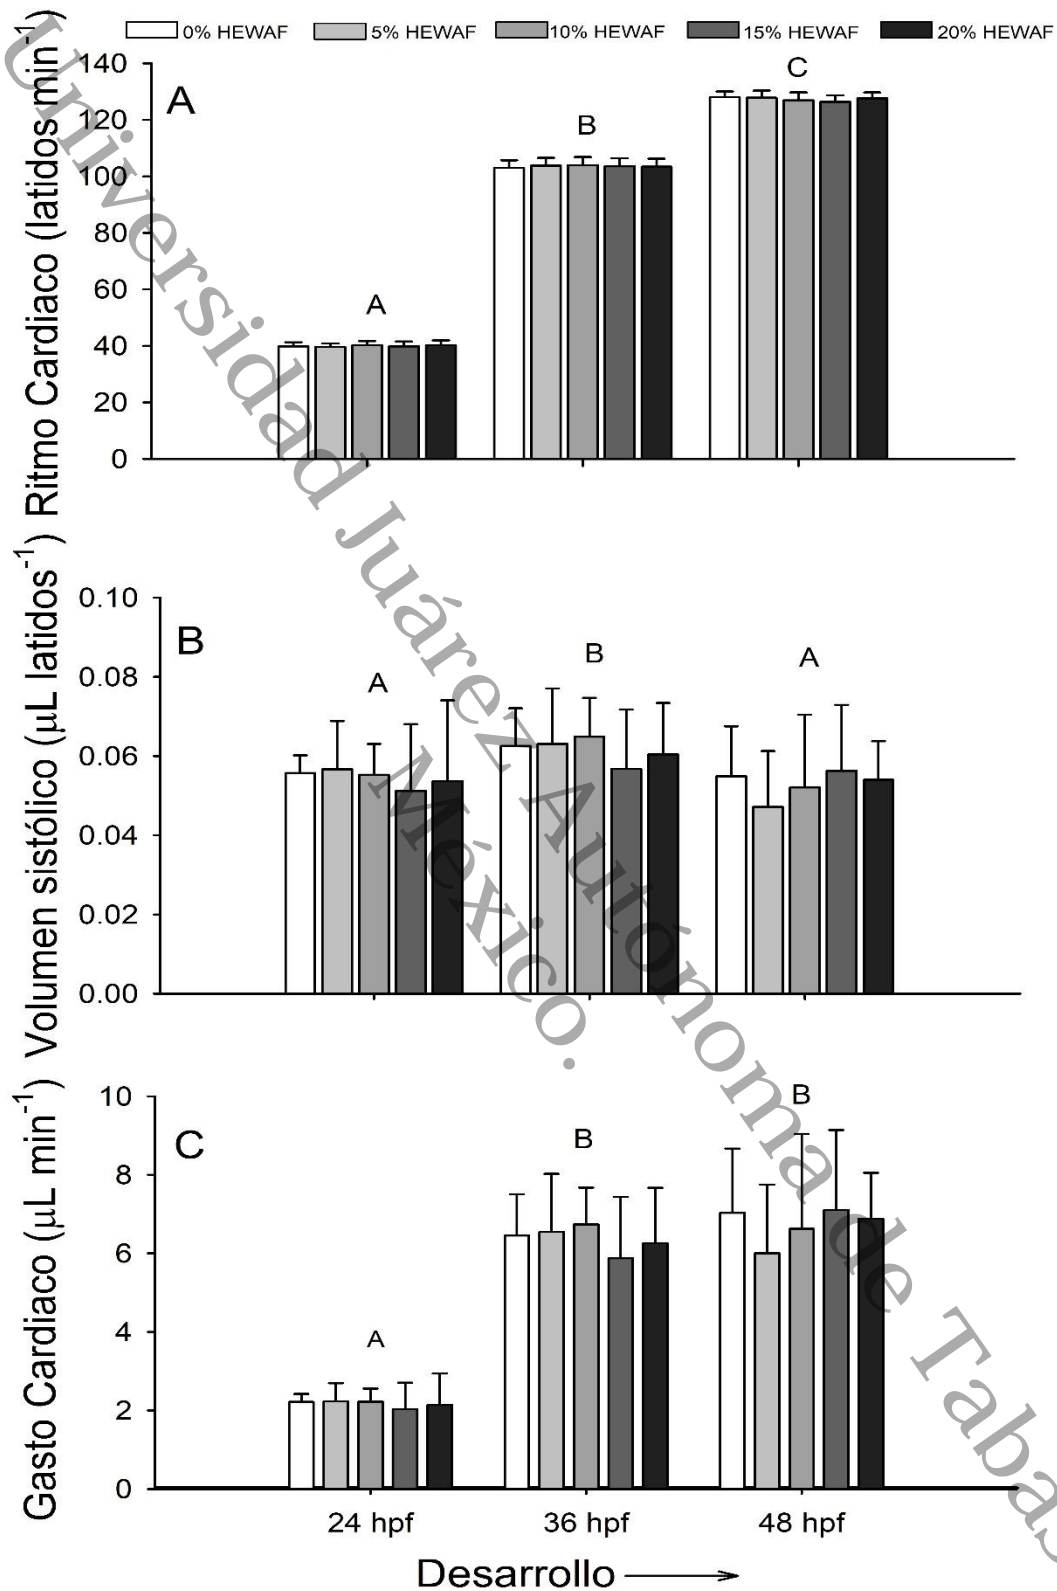 0% HEWAF 5% HEWAF 10% HEWAF 15% HEWAF 20% HEWAF
Ritmo Cardiaco (latidos min⁻¹)
140
120
100
80
60
40
20
0
A
A
B
C
Volumen sistólico (µL latidos⁻¹)
0.10
0.08
0.06
0.04
0.02
0.00
B
A
B
A
Gasto Cardiaco (µL min⁻¹)
10
8
6
4
2
0
C
A
B
B
24 hpf 36 hpf 48 hpf
Desarrollo
Universidad Juárez Autónoma de Tabas
México.